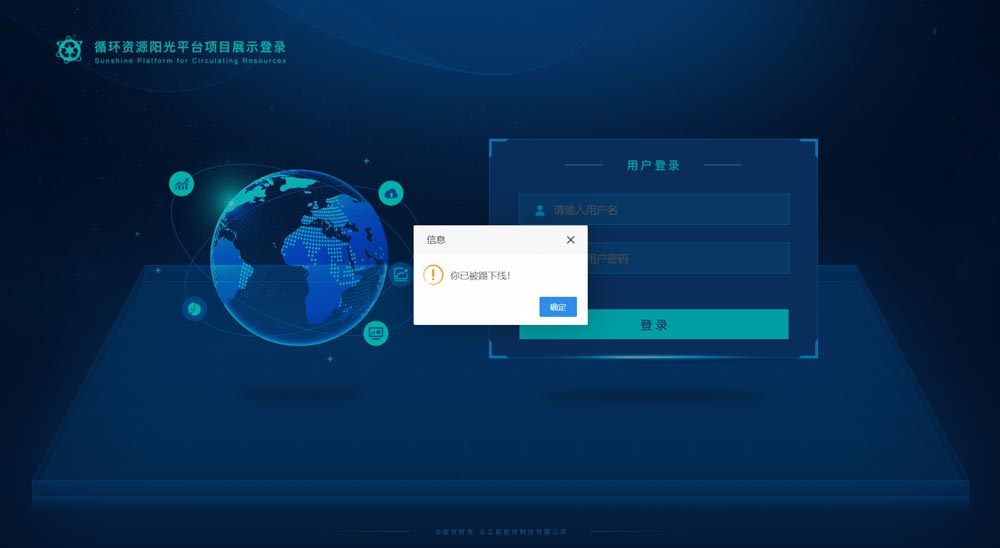 循环资源阳光平台项目展示登录
Sunshine Platform for Circulating Resources
用户登录
请输入用户名
信息
你已被踢下线!
确定
用户密码
登录
©版权所有 众立拓软件科技有限公司